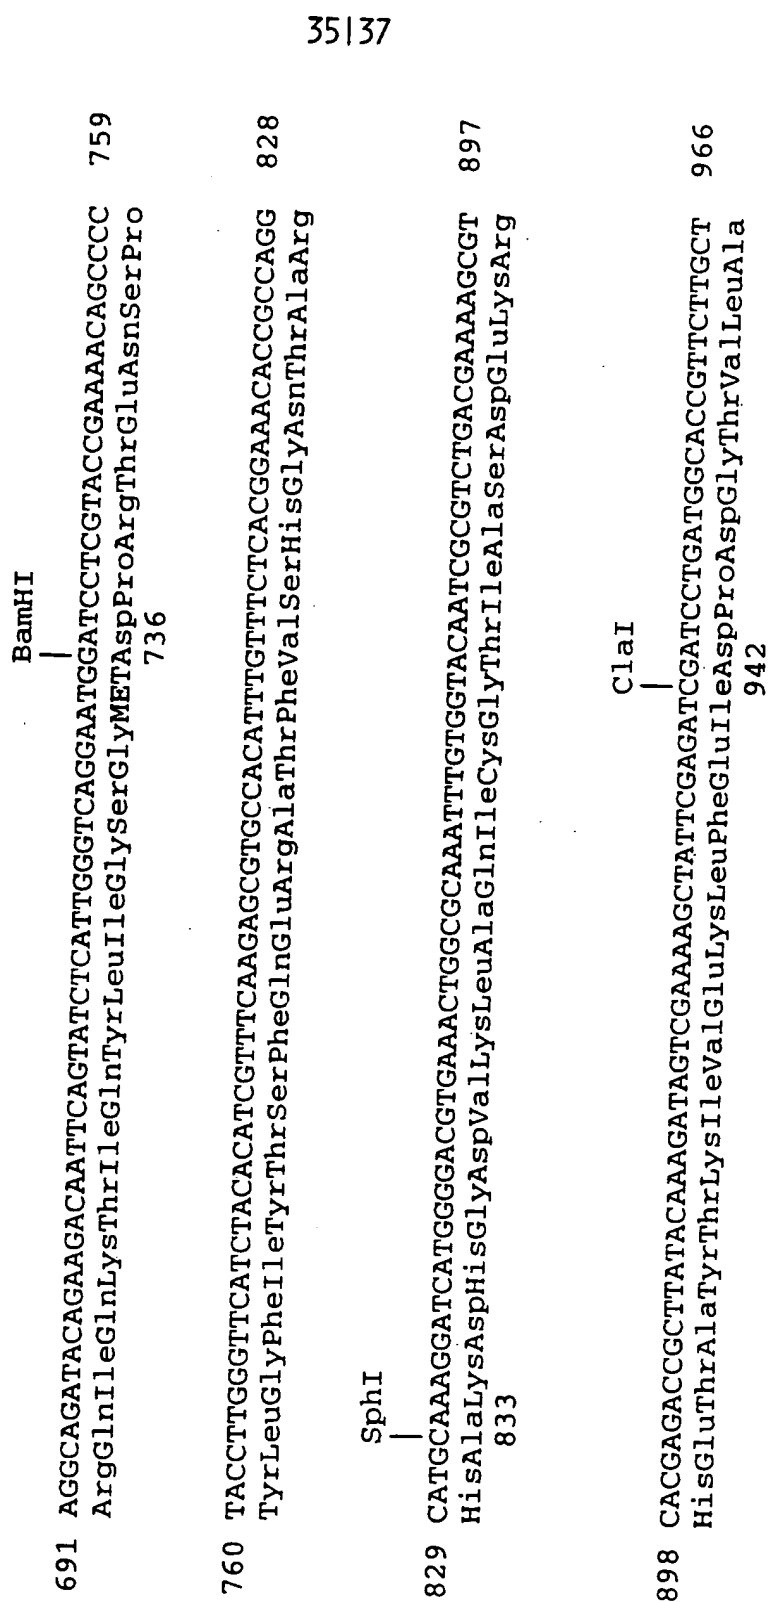 35|37
BamHI
691 AGGCAGATACAGAAGACAATTCAGTATCTCATTGGGTCAGGAATGGATCCTCGTACCGAAAACAGCCCC 759
ArgGlnIleGlnLysThrIleGlnTyrLeuIleGlySerGlyMETAspProArgThrGluAsnSerPro
736
760 TACCTTGGGTTCATCTACACATCGTTTCAAGAGCGTGCCACATTTGTTTCTCACGGAAACACCGCCAGG 828
TyrLeuGlyPheIleTyrThrSerPheGlnGluArgAlaThrPheValSerHisGlyAsnThrAlaArg
SphI
829 CATGCAAAGGATCATGGGGACGTGAAACTGGCGCAAATTTGTGGTACAATCGCGTCTGACGAAAAGCGT 897
HisAlaLysAspHisGlyAspValLysLeuAlaGlnIleCysGlyThrIleAlaSerAspGluLysArg
833
ClaI
898 CACGAGACCGCTTATACAAAGATAGTCGAAAAGCTATTCGAGATCGATCCTGATGGCACCGTTCTTGCT 966
HisGluThrAlaTyrThrLysIleValGluLysLeuPheGluIleAspProAspGlyThrValLeuAla
942